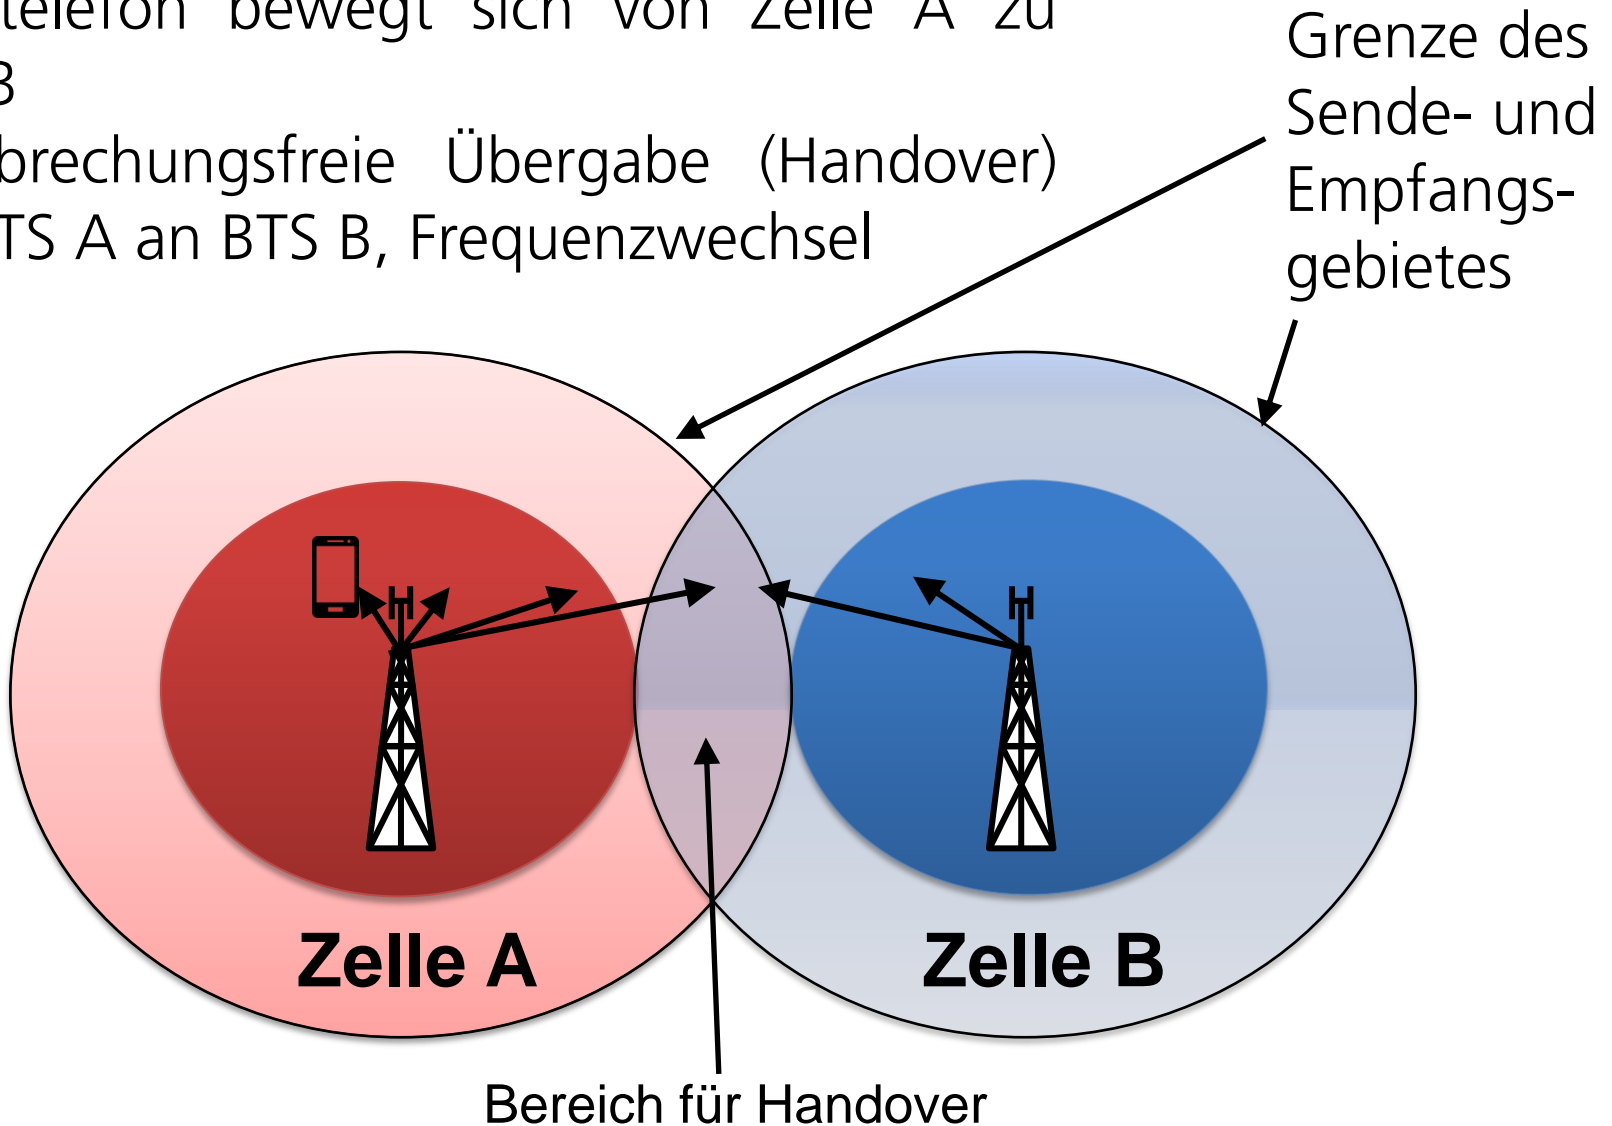 telefon bewegt sich von Zelle A zu
B
brechungsfreie Übergabe (Handover)
TS A an BTS B, Frequenzwechsel
Grenze des
Sende- und
Empfangs-
gebietes
Zelle A
Zelle B
Bereich für Handover